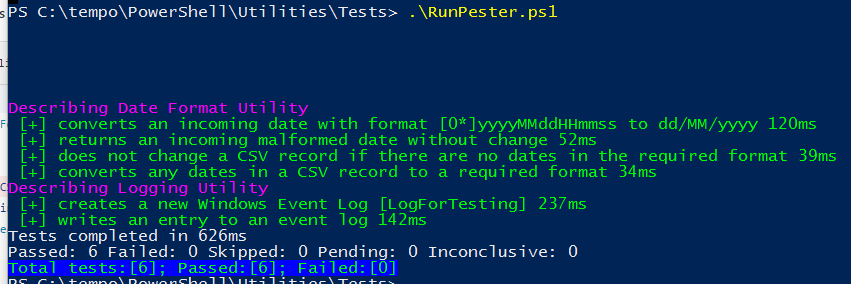 PS C:\tempo\PowerShell\Utilities\Tests> .\RunPester.ps1
Describing Date Format Utility
[+] converts an incoming date with format [0*]yyyyMMddHHmmss to dd/MM/yyyy 120ms
[+] returns an incoming malformed date without change 52ms
[+] does not change a CSV record if there are no dates in the required format 39ms
[+] converts any dates in a CSV record to a required format 34ms
Describing Logging Utility
[+] creates a new Windows Event Log [LogForTesting] 237ms
[+] writes an entry to an event log 142ms
Tests completed in 626ms
Passed: 6 Failed: 0 Skipped: 0 Pending: 0 Inconclusive: 0
Total tests:[6]; Passed:[6]; Failed:[0]
PS C:\tempo\PowerShell\Utilities\Tests>